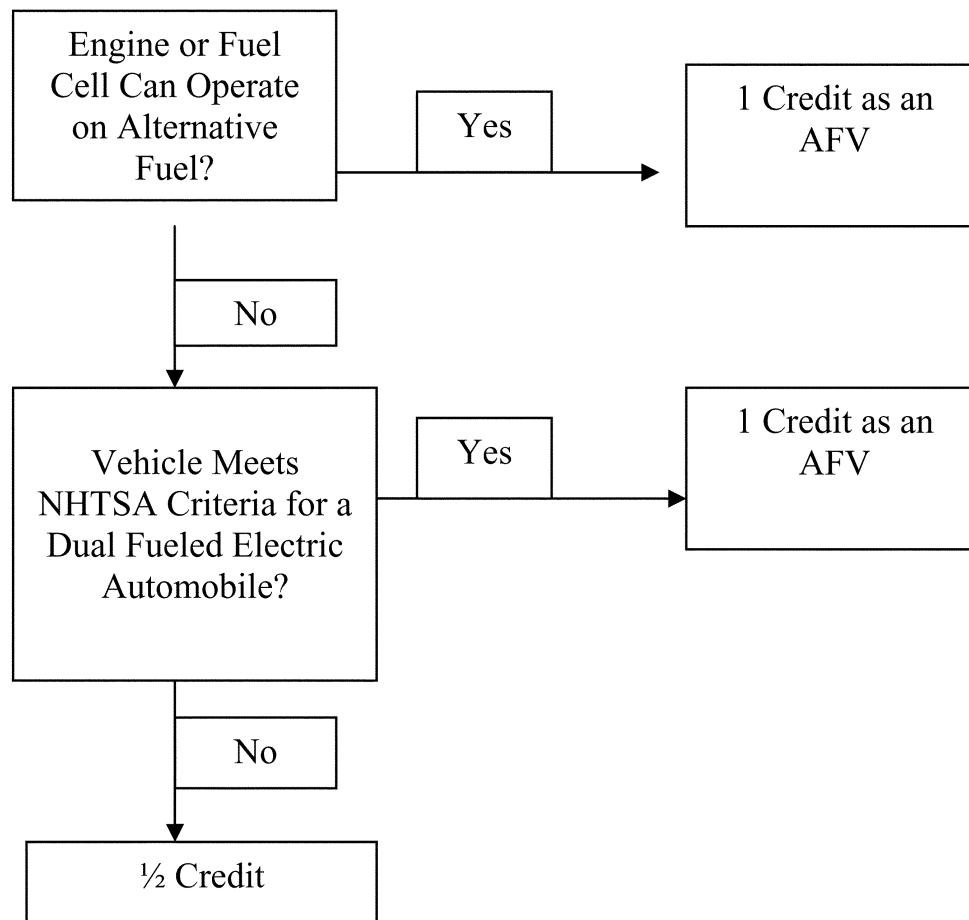 Engine or Fuel
Cell Can Operate
on Alternative
Fuel?
Yes
1 Credit as an
AFV
No
Vehicle Meets
NHTSA Criteria for a
Dual Fueled Electric
Automobile?
Yes
1 Credit as an
AFV
No
½ Credit